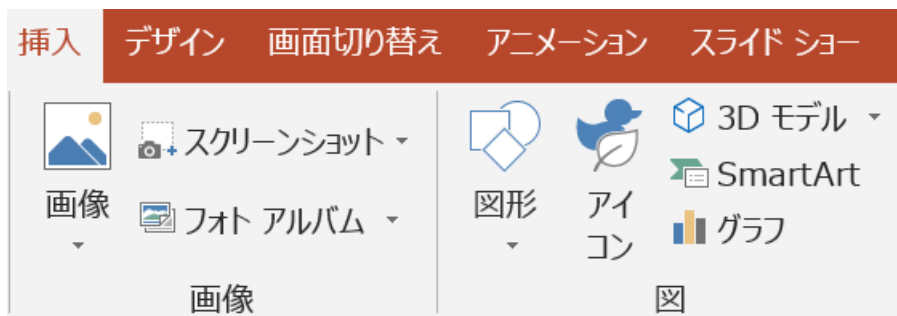 挿入 デザイン 画面切り替え アニメーション スライド ショー
画像
スクリーンショット
フォト アルバム
画像
図形
アイ
コン
3D モデル
SmartArt
グラフ
図